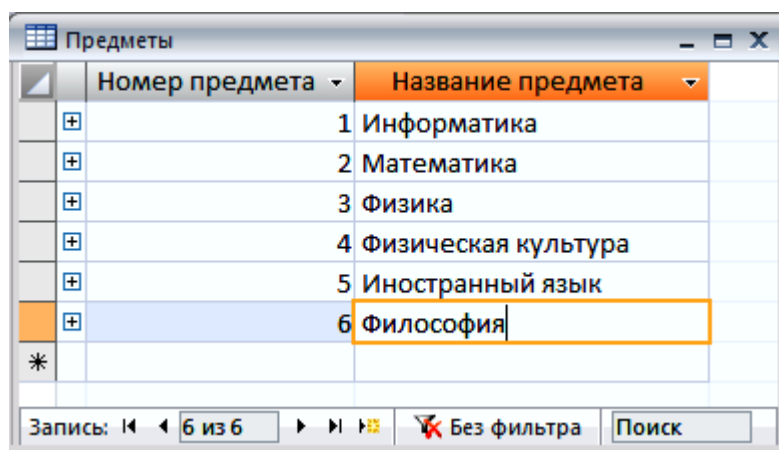 Предметы
Номер предмета Название предмета
1 Информатика
2 Математика
3 Физика
4 Физическая культура
5 Иностранный язык
6 Философия
Запись: 6 из 6 Без фильтра Поиск